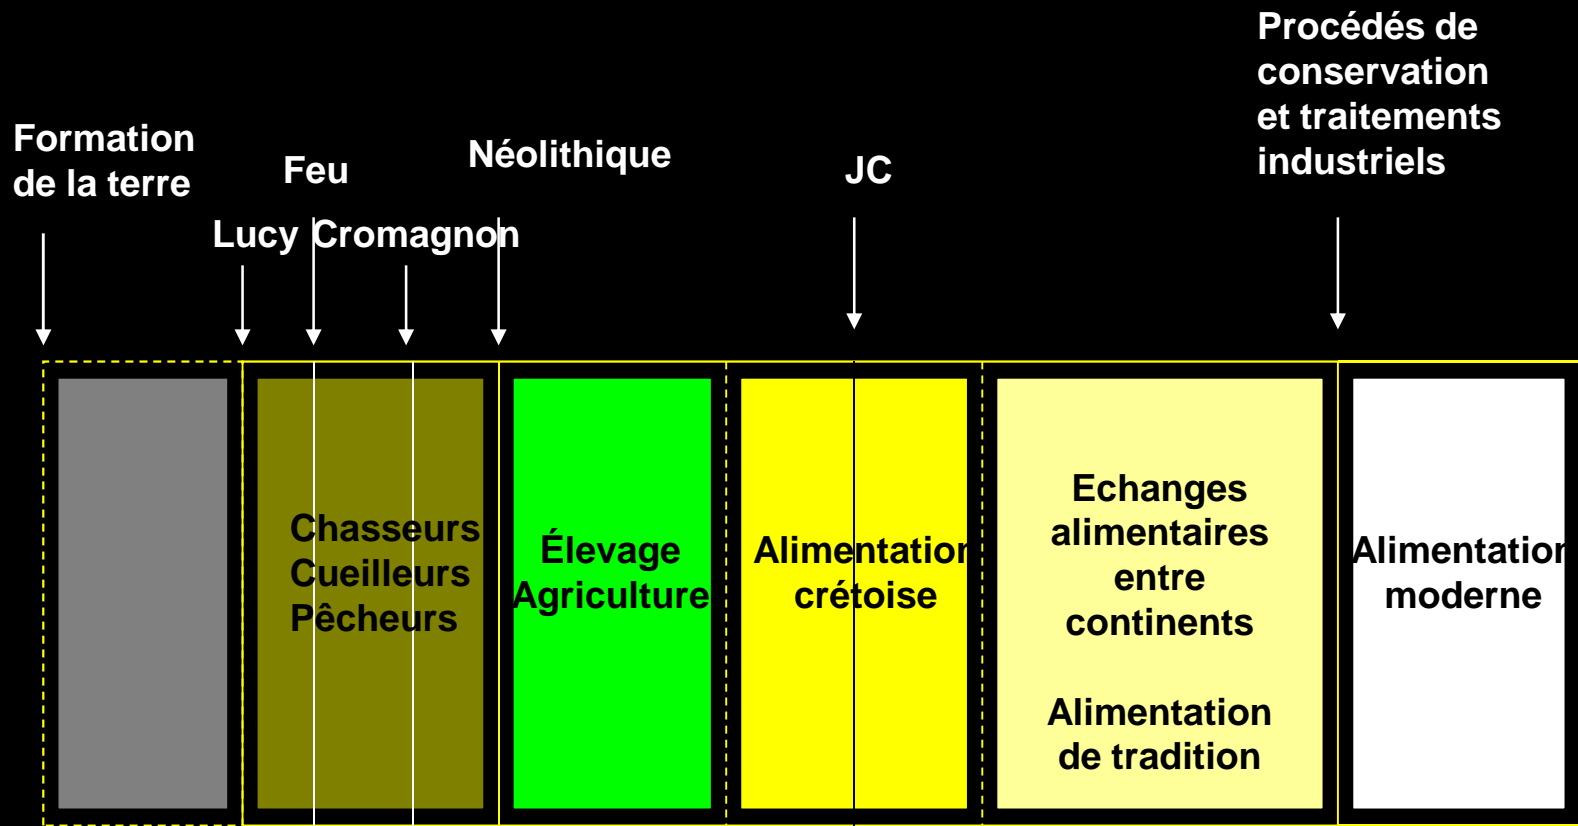 Procédés de
conservation
et traitements
industriels
Formation
de la terre
Feu
Néolithique
JC
Lucy Cromagnon
Chasseurs
Cueilleurs
Pêcheurs
Élevage
Agriculture
Alimentation
crétoise
Echanges
alimentaires
entre
continents
Alimentation
de tradition
Alimentation
moderne